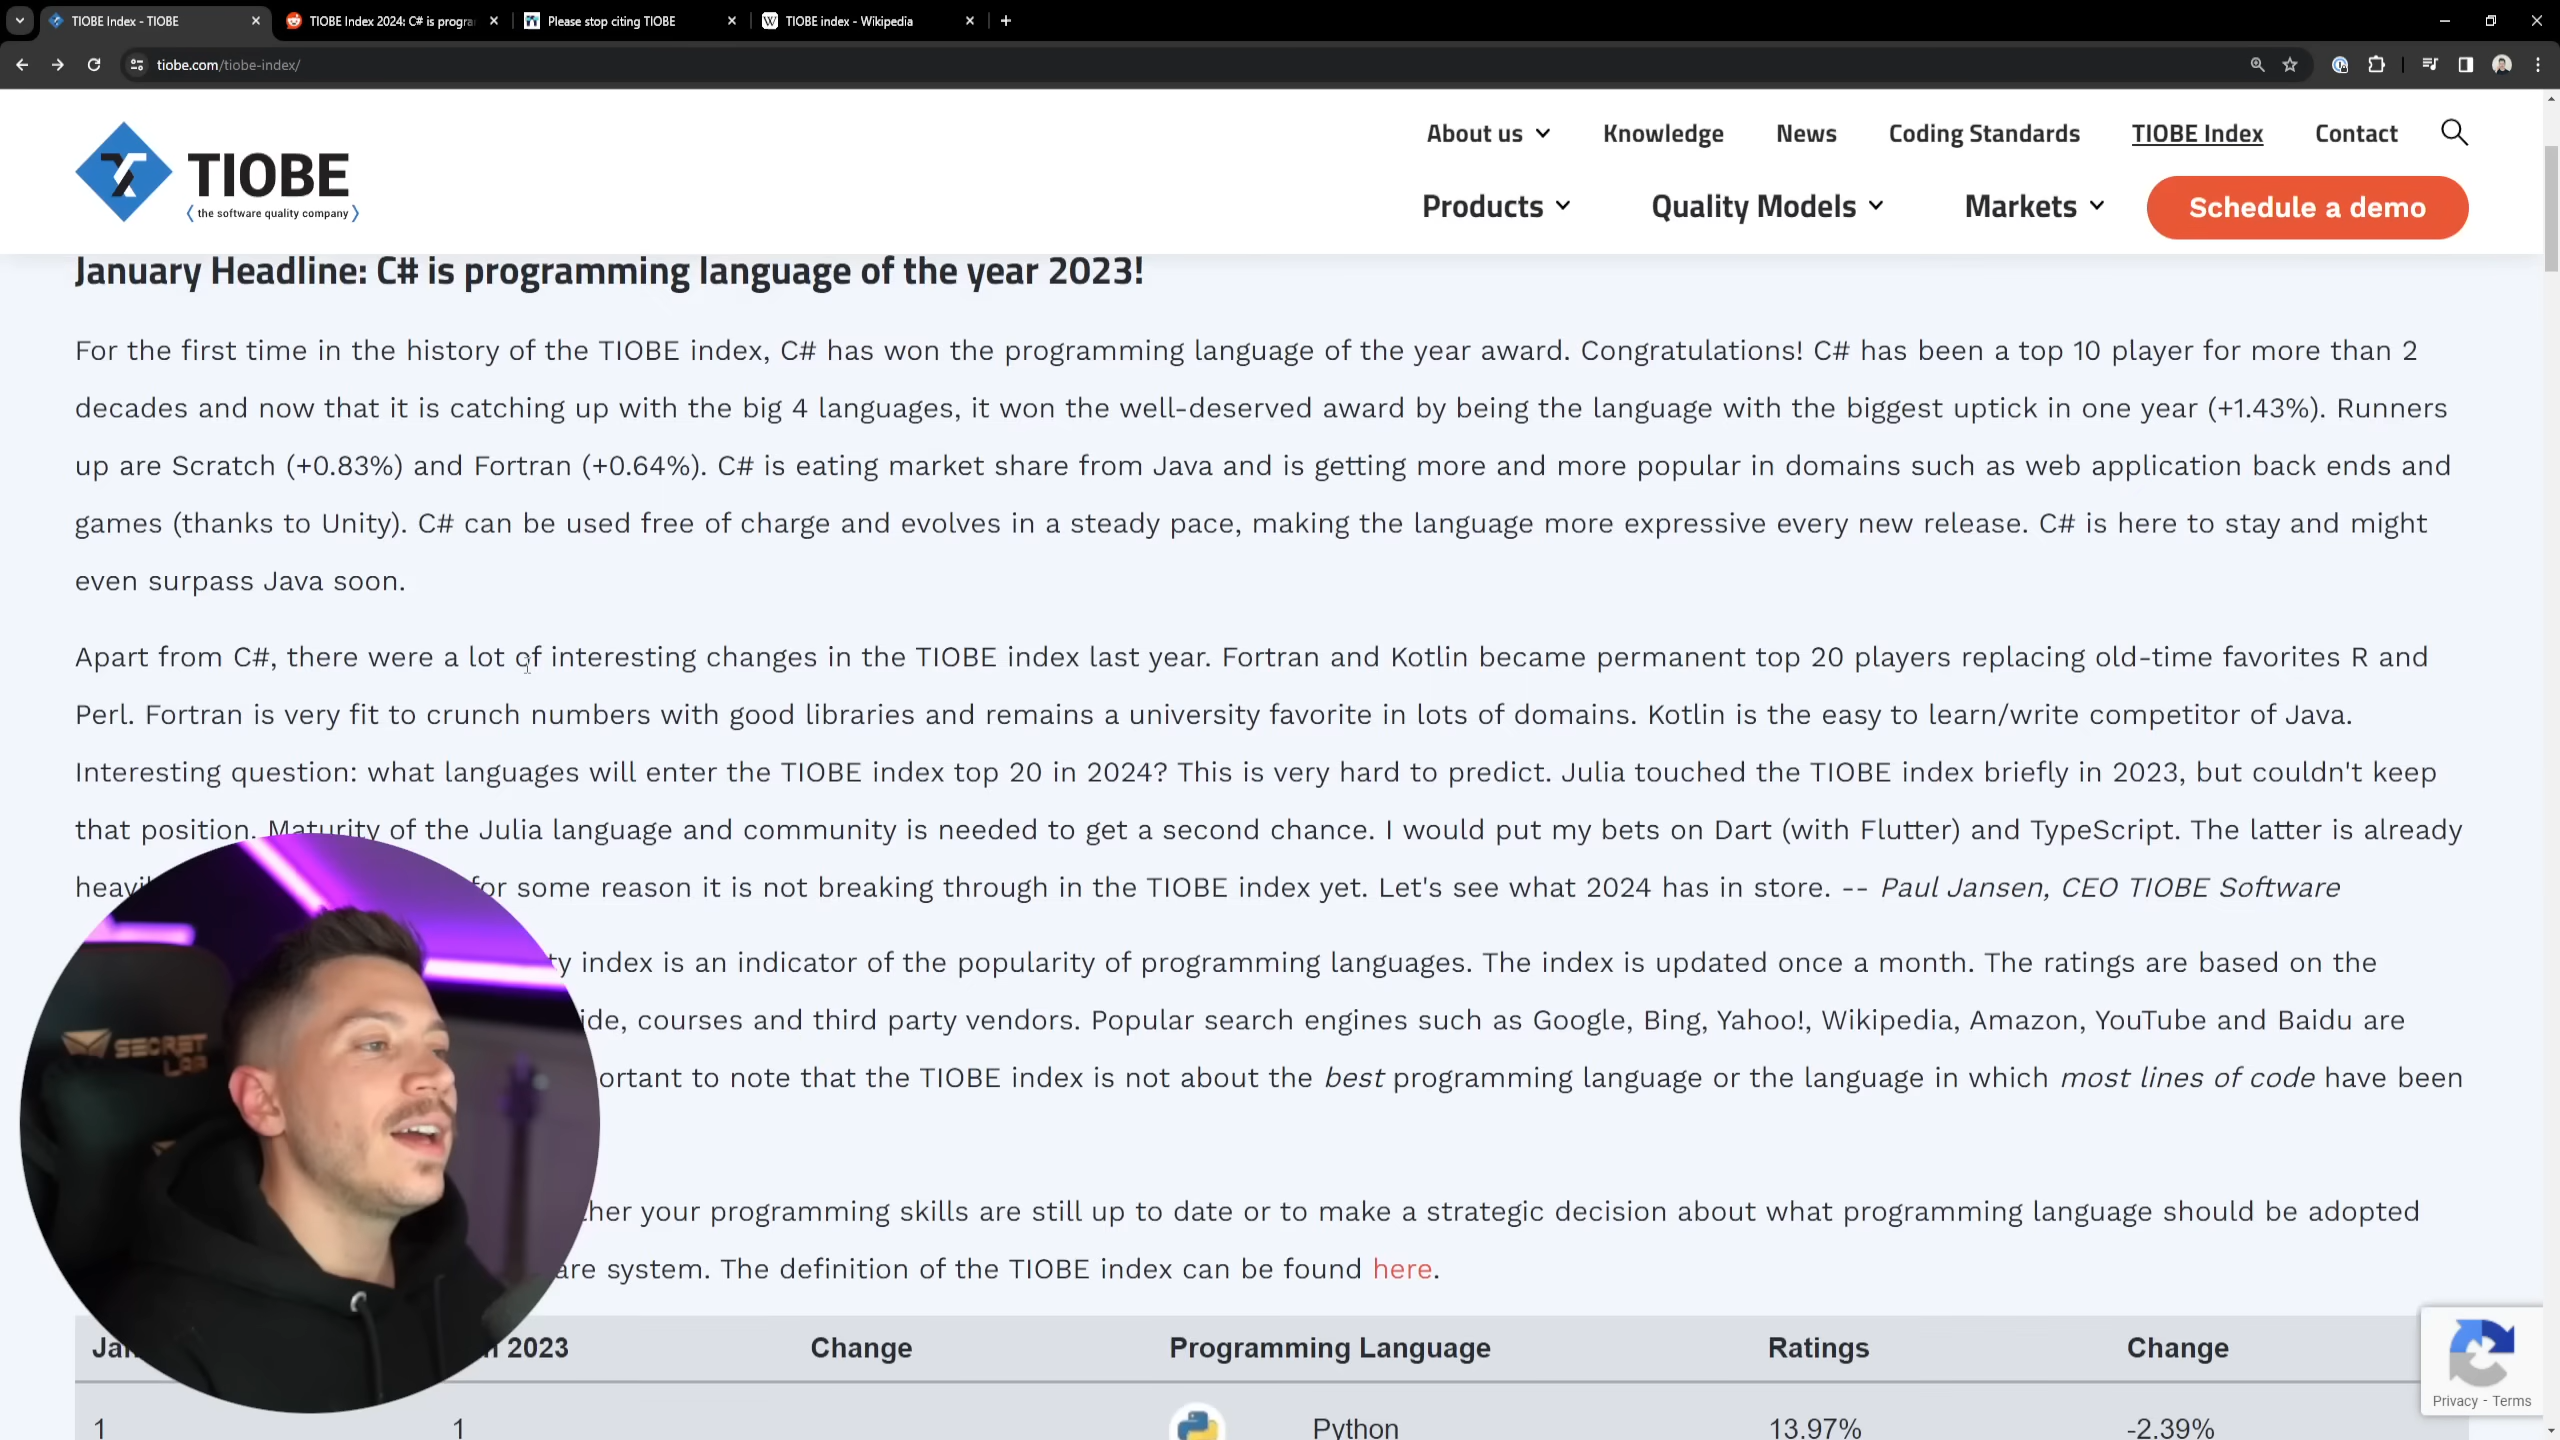 TIOBE Index - TIOBE
TIOBE Index 2024: C# is progra
Please stop citing TIOBE
TIOBE index - Wikipedia
tiobe.com/tiobe-index/
TIOBE
the software quality company
About us
Knowledge
News
Coding Standards
TIOBE Index
Contact
Products
Quality Models
Markets
Schedule a demo
January Headline: C# is programming language of the year 2023!
For the first time in the history of the TIOBE index, C# has won the programming language of the year award. Congratulations! C# has been a top 10 player for more than 2
decades and now that it is catching up with the big 4 languages, it won the well-deserved award by being the language with the biggest uptick in one year (+1.43%). Runners
up are Scratch (+0.83%) and Fortran (+0.64%). C# is eating market share from Java and is getting more and more popular in domains such as web application back ends and
games (thanks to Unity). C# can be used free of charge and evolves in a steady pace, making the language more expressive every new release. C# is here to stay and might
even surpass Java soon.
Apart from C#, there were a lot of interesting changes in the TIOBE index last year. Fortran and Kotlin became permanent top 20 players replacing old-time favorites R and
Perl. Fortran is very fit to crunch numbers with good libraries and remains a university favorite in lots of domains. Kotlin is the easy to learn/write competitor of Java.
Interesting question: what languages will enter the TIOBE index top 20 in 2024? This is very hard to predict. Julia touched the TIOBE index briefly in 2023, but couldn't keep
that position. Maturity of the Julia language and community is needed to get a second chance. I would put my bets on Dart (with Flutter) and TypeScript. The latter is already
for some reason it is not breaking through in the TIOBE index yet. Let's see what 2024 has in store. -- Paul Jansen, CEO TIOBE Software
index is an indicator of the popularity of programming languages. The index is updated once a month. The ratings are based on the
courses and third party vendors. Popular search engines such as Google, Bing, Yahoo!, Wikipedia, Amazon, YouTube and Baidu are
to note that the TIOBE index is not about the best programming language or the language in which most lines of code have been
your programming skills are still up to date or to make a strategic decision about what programming language should be adopted
system. The definition of the TIOBE index can be found here.
2023 Change Programming Language Ratings Change
1 1 Python 13.97% -2.39%
SECRET
LAB
Privacy - Terms